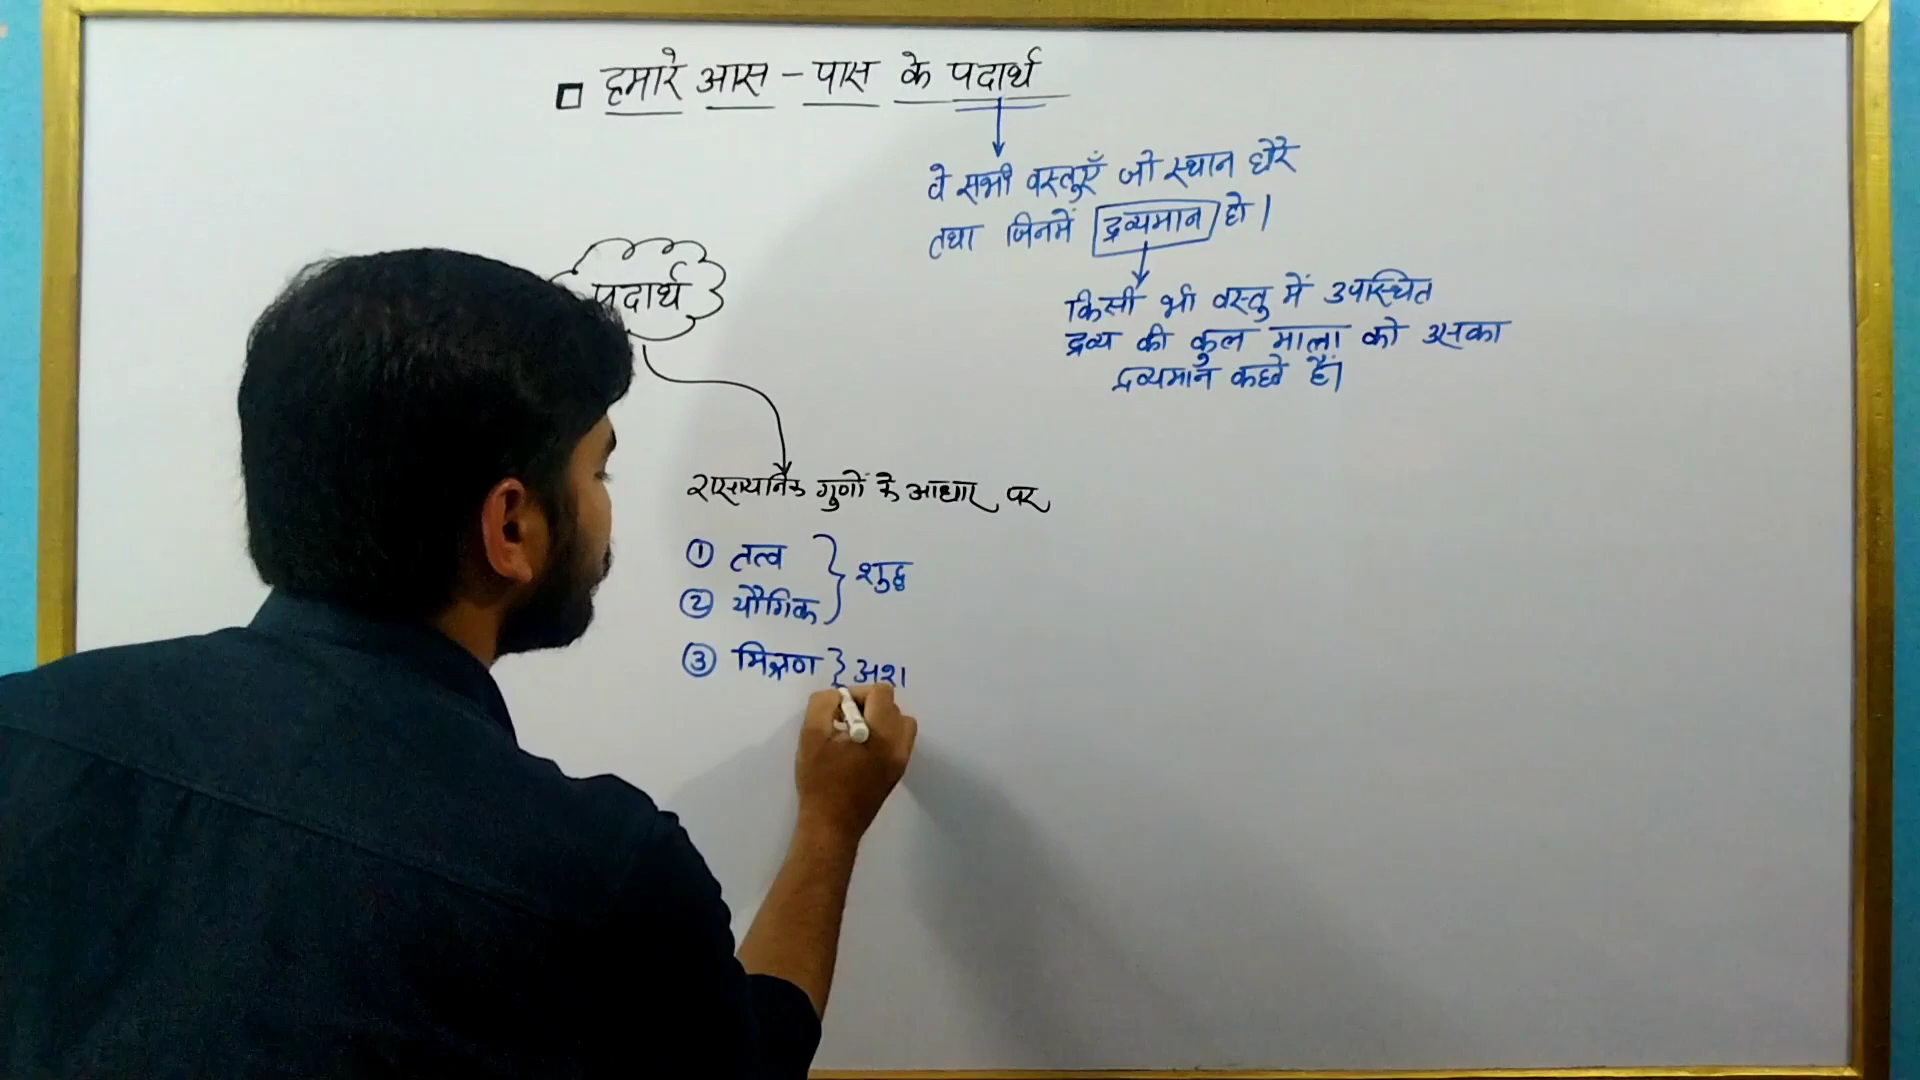 हमारे आस-पास के पदार्थ
वे सभी वस्तुएँ जो स्थान घेरे
तथा जिनमें द्रव्यमान हो।
किसी भी वस्तु में उपस्थित
द्रव्य की कुल मात्रा को उसका
द्रव्यमान कहते हैं।
पदार्थ
रासायनिक गुणों के आधार पर
① तत्व
② यौगिक
शुद्ध
③ मिश्रण } अशु